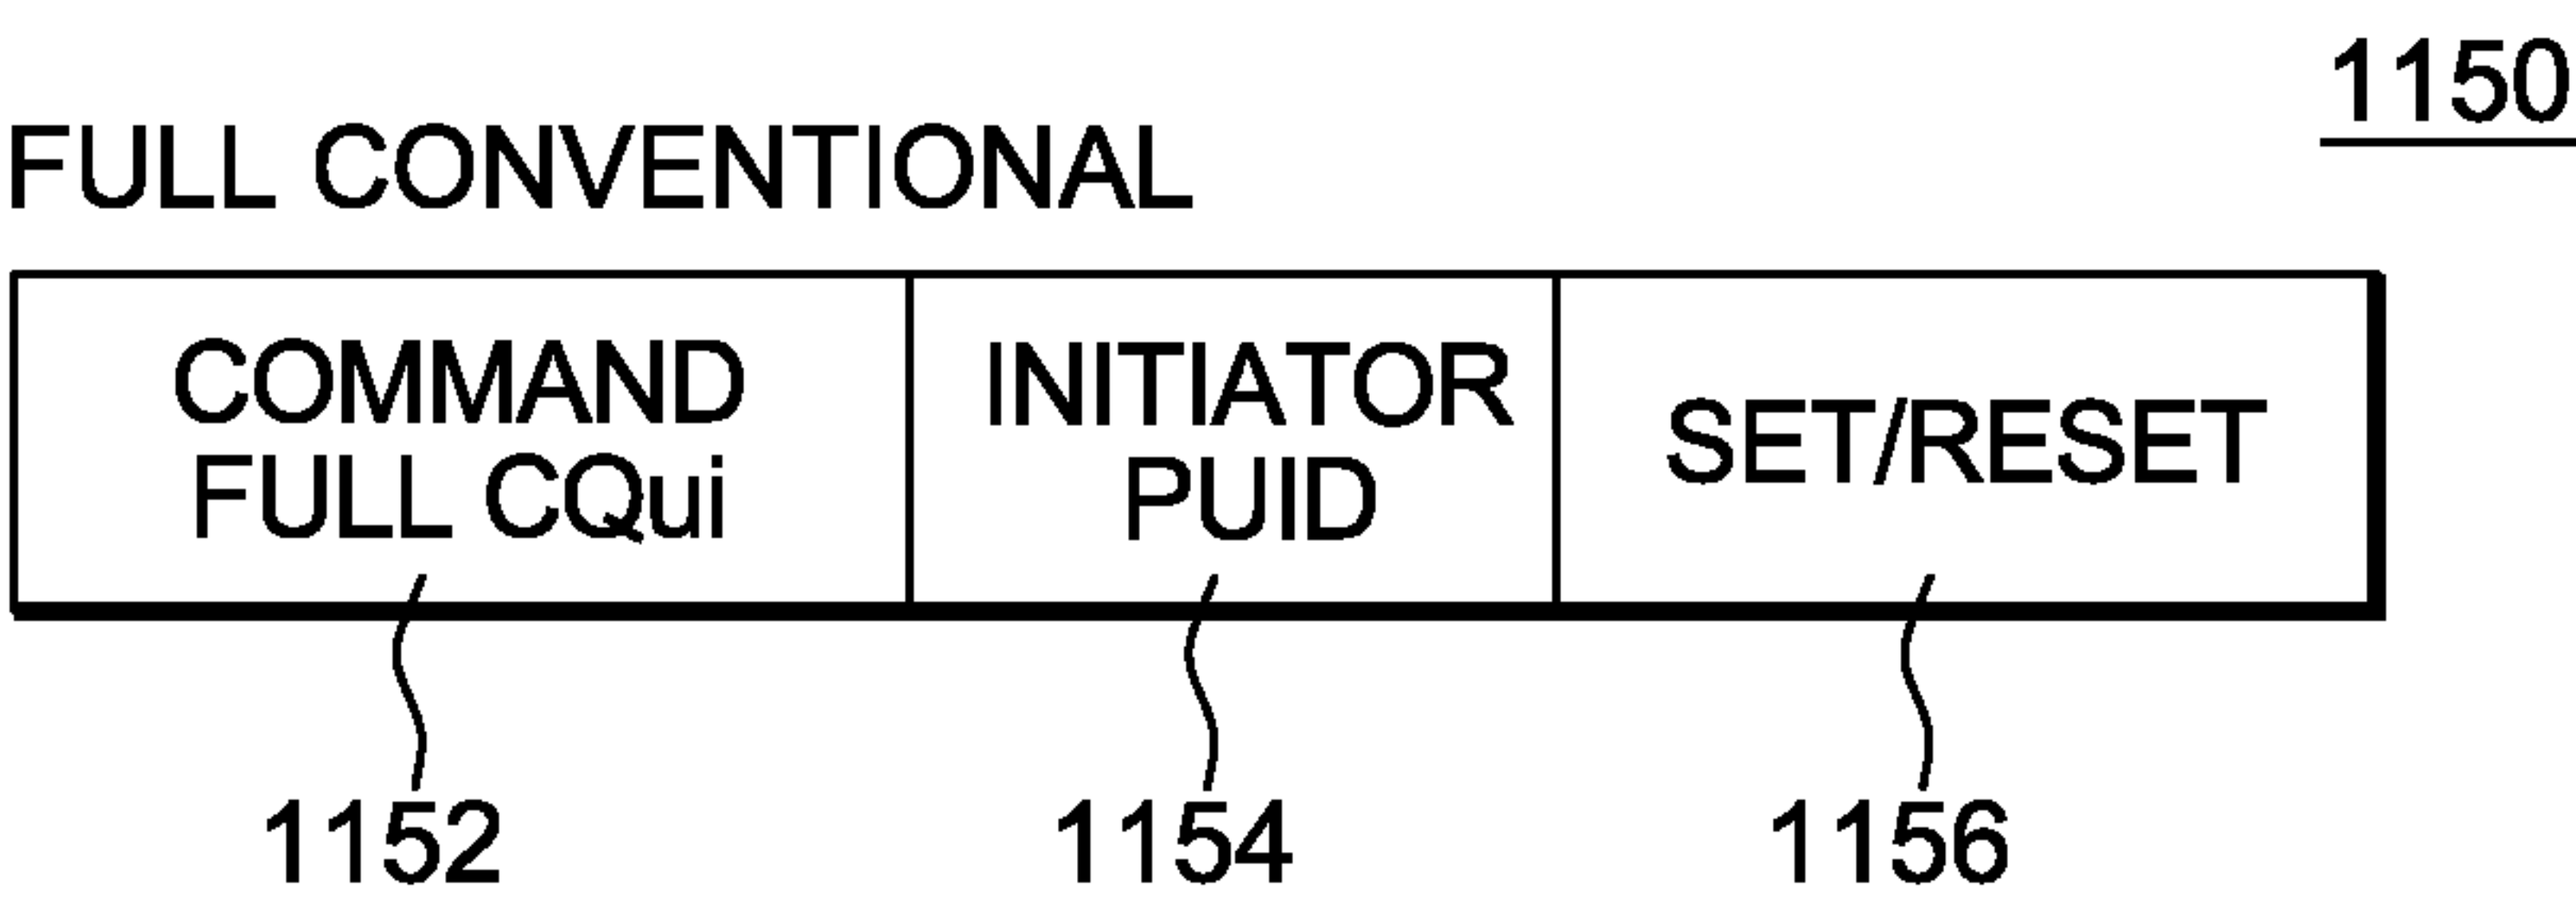 1150
FULL CONVENTIONAL
COMMAND
FULL CQui
INITIATOR
PUID
SET/RESET
1152
1154
1156